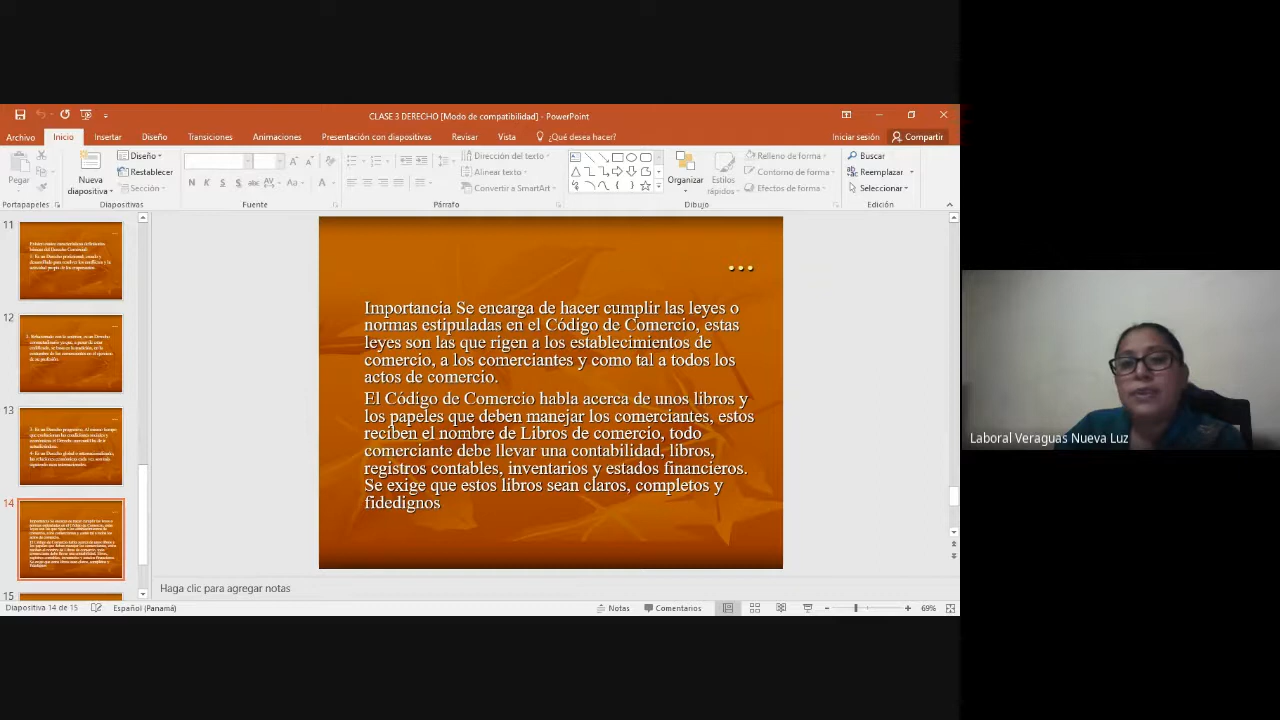 CLASE 3 DERECHO [Modo de compatibilidad] - PowerPoint
Archivo
Inicio
Insertar
Diseño
Transiciones
Animaciones
Presentación con diapositivas
Revisar
Vista
¿Qué desea hacer?
Iniciar sesión
Compartir
Pegar
Nueva
diapositiva
Diseño
Restablecer
Sección
Dirección del texto
Alinear texto
Convertir a SmartArt
Organizar
Estilos
rápidos
Relleno de forma
Contorno de forma
Efectos de forma
Buscar
Reemplazar
Seleccionar
Portapapeles
Diapositivas
Fuente
Párrafo
Dibujo
Edición
11
12
13
14
15
...
Importancia Se encarga de hacer cumplir las leyes o
normas estipuladas en el Código de Comercio, estas
leyes son las que rigen a los establecimientos de
comercio, a los comerciantes y como tal a todos los
actos de comercio.
El Código de Comercio habla acerca de unos libros y
los papeles que deben manejar los comerciantes, estos
reciben el nombre de Libros de comercio, todo
comerciante debe llevar una contabilidad, libros,
registros contables, inventarios y estados financieros.
Se exige que estos libros sean claros, completos y
fidedignos
Haga clic para agregar notas
Diapositiva 14 de 15
Español (Panamá)
Notas
Comentarios
69%
Laboral Veraguas Nueva Luz